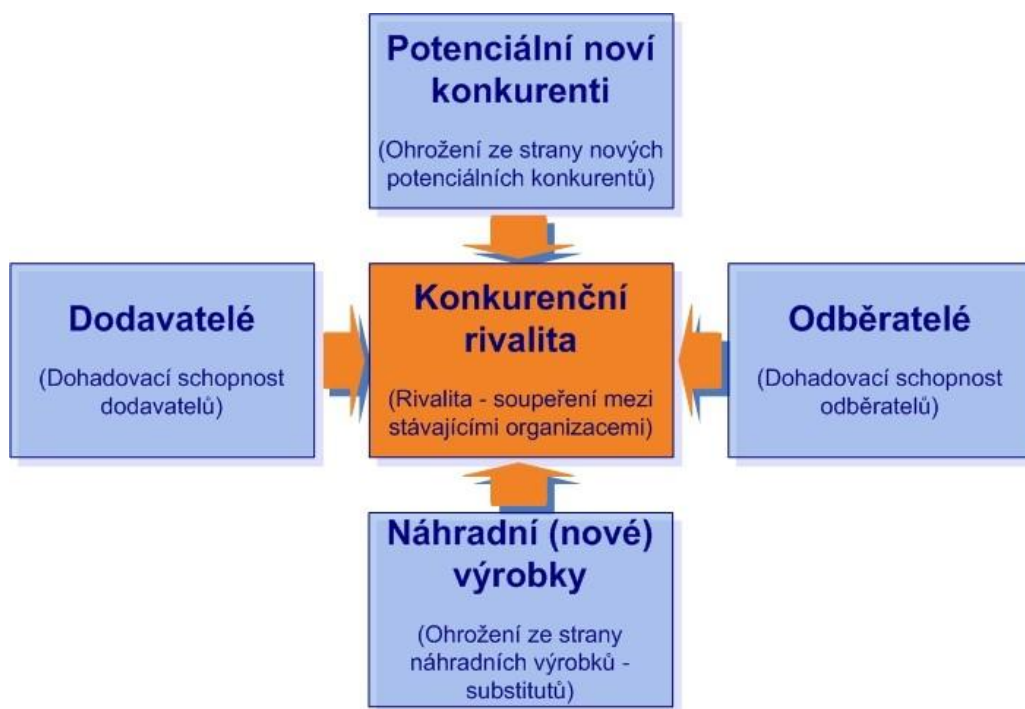 Potenciální noví
konkurenti
(Ohrožení ze strany nových
potenciálních konkurentů)
Dodavatelé
(Dohadovací schopnost
dodavatelů)
Konkurenční
rivalita
(Rivalita - soupeření mezi
stávajícími organizacemi)
Odběratelé
(Dohadovací schopnost
odběratelů)
Náhradní (nové)
výrobky
(Ohrožení ze strany
náhradních výrobků -
substitutů)